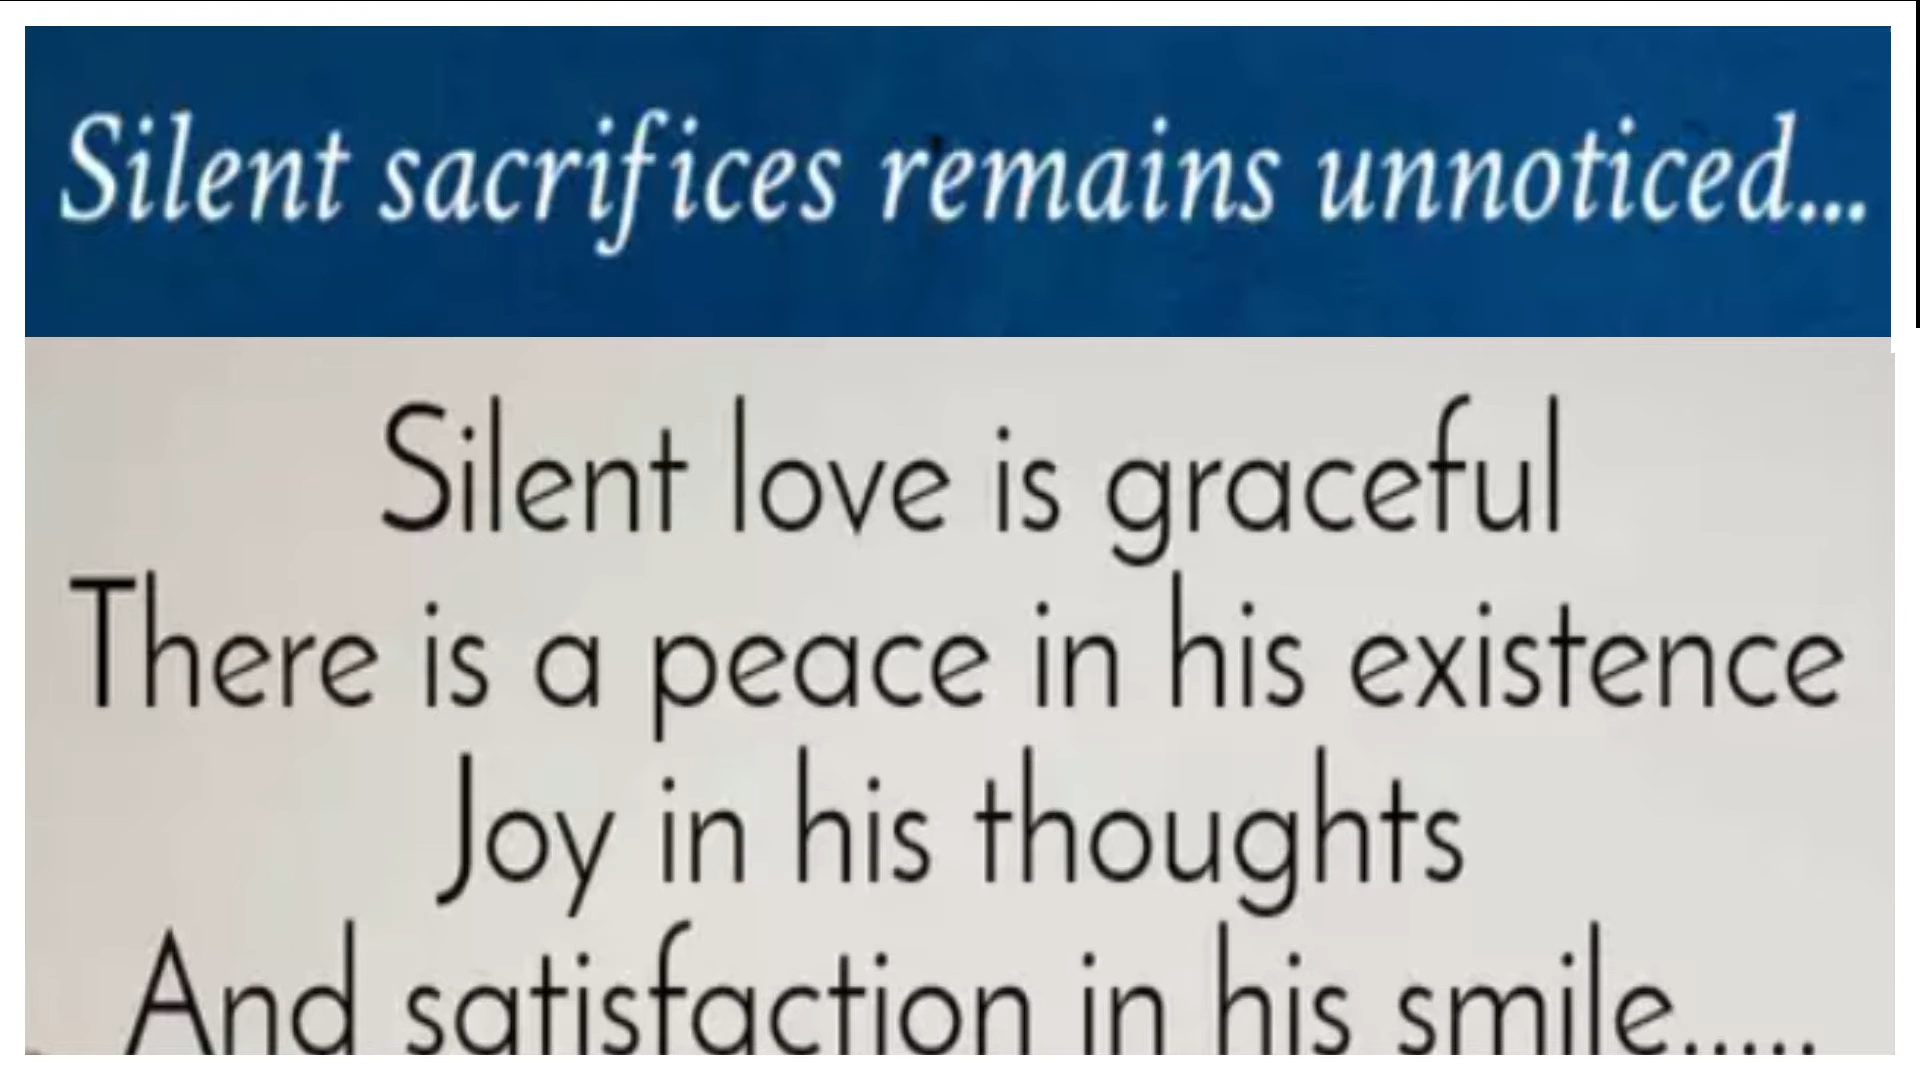 Silent sacrifices remains unnoticed...
Silent love is graceful
There is a peace in his existence
Joy in his thoughts
And satisfaction in his smile.....